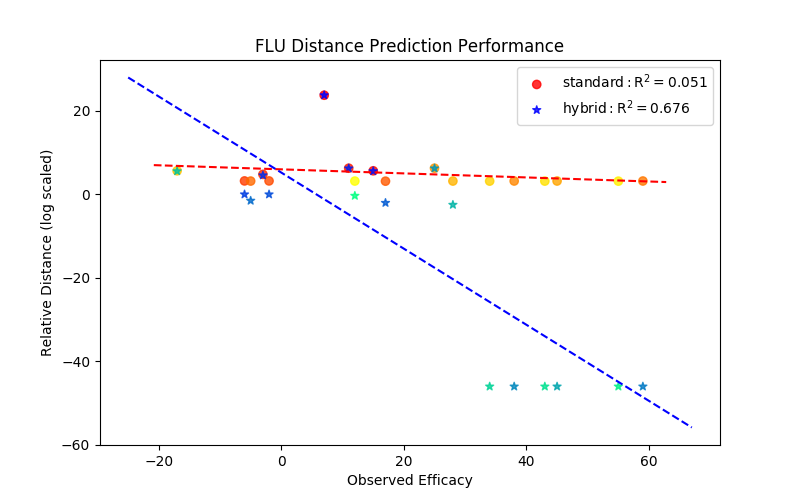 FLU Distance Prediction Performance
standard : R² = 0.051
hybrid : R² = 0.676
20
0
−20
−40
−60
Relative Distance (log scaled)
−20 0 20 40 60
Observed Efficacy